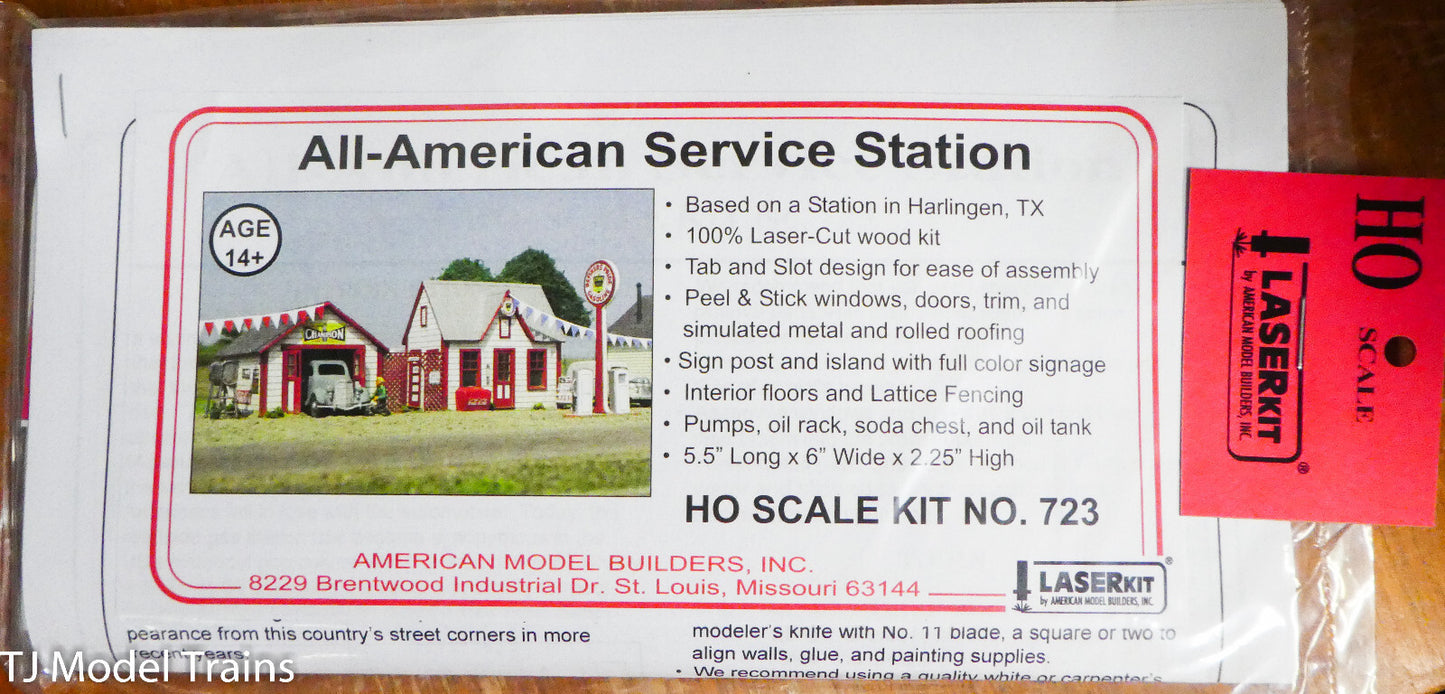 All-American Service Station
AGE
14+
CHAMPION
GASOLINE
• Based on a Station in Harlingen, TX
• 100% Laser-Cut wood kit
• Tab and Slot design for ease of assembly
• Peel & Stick windows, doors, trim, and
simulated metal and rolled roofing
• Sign post and island with full color signage
• Interior floors and Lattice Fencing
• Pumps, oil rack, soda chest, and oil tank
• 5.5” Long x 6” Wide x 2.25” High
HO SCALE KIT NO. 723
AMERICAN MODEL BUILDERS, INC.
8229 Brentwood Industrial Dr. St. Louis, Missouri 63144
LASERKIT®
by AMERICAN MODEL BUILDERS, INC.
HO
SCALE
LASERKIT®
by AMERICAN MODEL BUILDERS, INC.
pearance from this country's street corners in more
recent years.
modeler's knife with No. 11 blade, a square or two to
align walls, glue, and painting supplies.
• We recommend using a quality white or carpenter's
TJ Model Trains